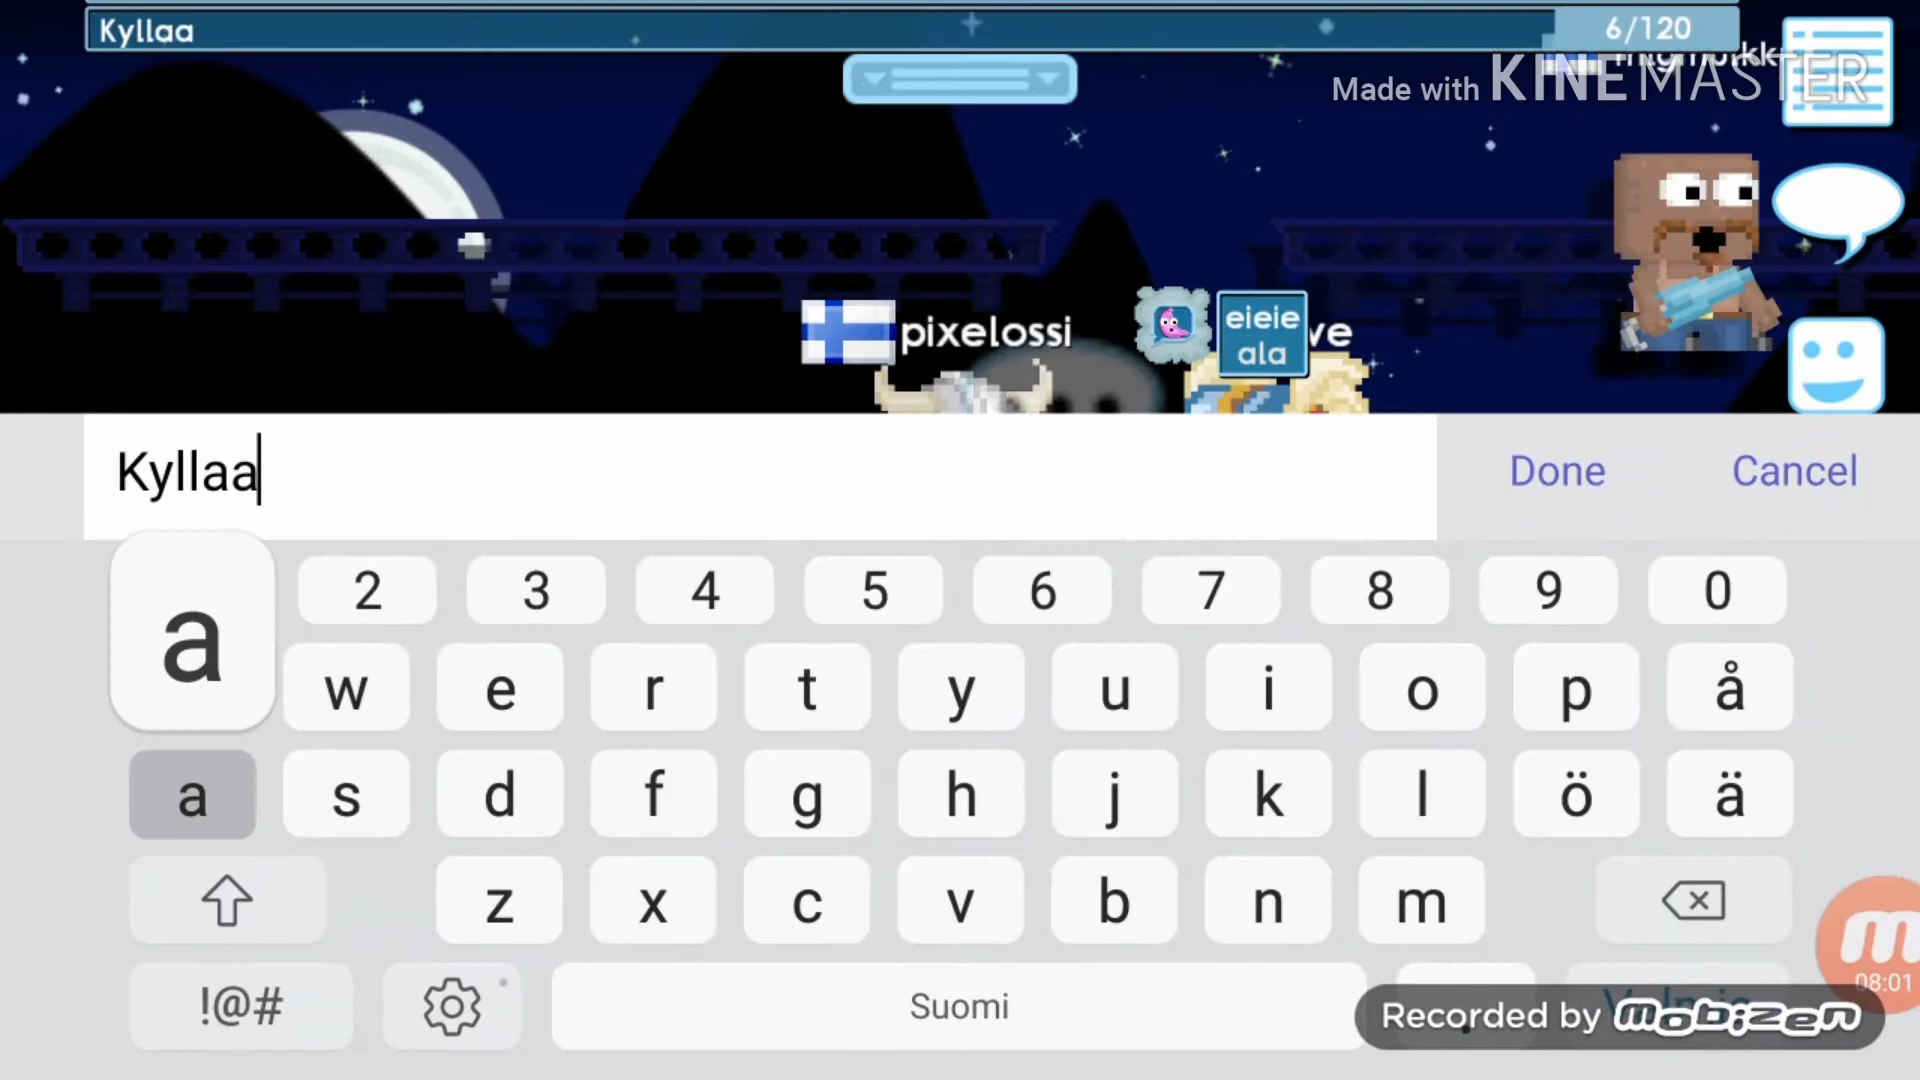 Kyllaa
6/120
Made with KINEMASTER
pixelossi
eieie
ala
ve
Kyllaa
Done
Cancel
a
2 3 4 5 6 7 8 9 0
w e r t y u i o p å
a s d f g h j k l ö ä
z x c v b n m
!@#
Suomi
08:01
Recorded by mobizen